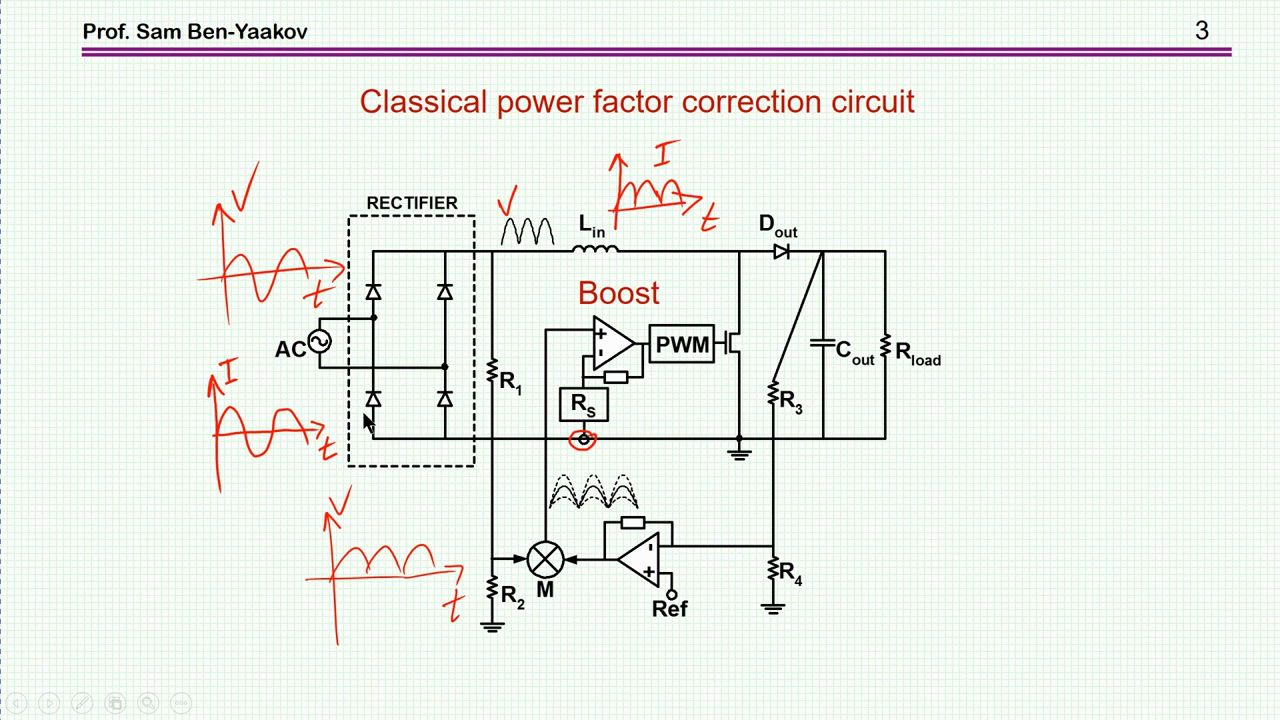 Prof. Sam Ben-Yaakov
3
Classical power factor correction circuit
I
V
RECTIFIER
V
t
L_in
D_out
t
Boost
AC
+
-
PWM
C_out
R_load
I
R_1
R_S
R_3
t
V
-
+
R_4
M
R_2
Ref
t